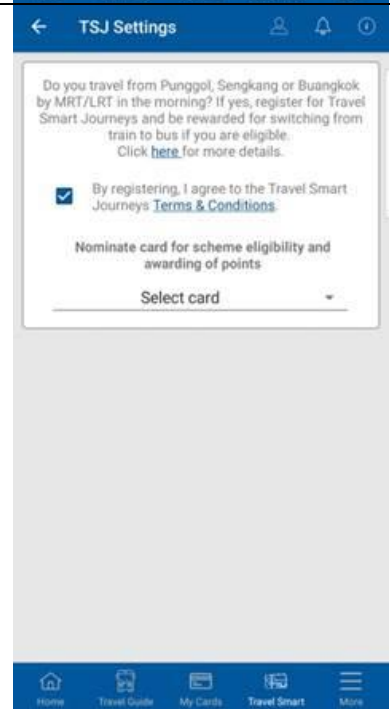 TSJ Settings
Do you travel from Punggol, Sengkang or Buangkok
by MRT/LRT in the morning? If yes, register for Travel
Smart Journeys and be rewarded for switching from
train to bus if you are eligible.
Click here for more details.
By registering, I agree to the Travel Smart
Journeys Terms & Conditions.
Nominate card for scheme eligibility and
awarding of points
Select card
Home Travel Guide My Cards Travel Smart More